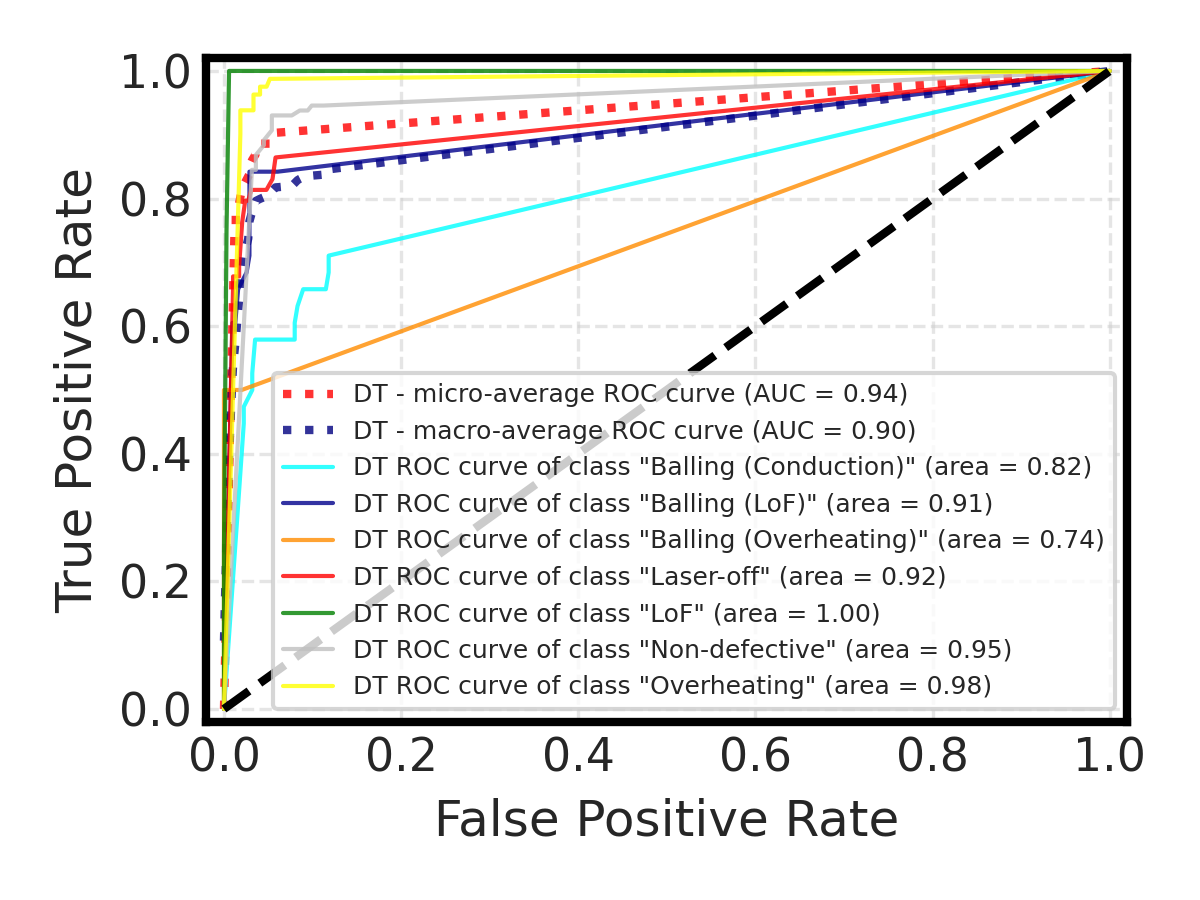 1.0
0.8
0.6
0.4
0.2
0.0
True Positive Rate
DT - micro-average ROC curve (AUC = 0.94)
DT - macro-average ROC curve (AUC = 0.90)
DT ROC curve of class "Balling (Conduction)" (area = 0.82)
DT ROC curve of class "Balling (LoF)" (area = 0.91)
DT ROC curve of class "Balling (Overheating)" (area = 0.74)
DT ROC curve of class "Laser-off" (area = 0.92)
DT ROC curve of class "LoF" (area = 1.00)
DT ROC curve of class "Non-defective" (area = 0.95)
DT ROC curve of class "Overheating" (area = 0.98)
0.0 0.2 0.4 0.6 0.8 1.0
False Positive Rate